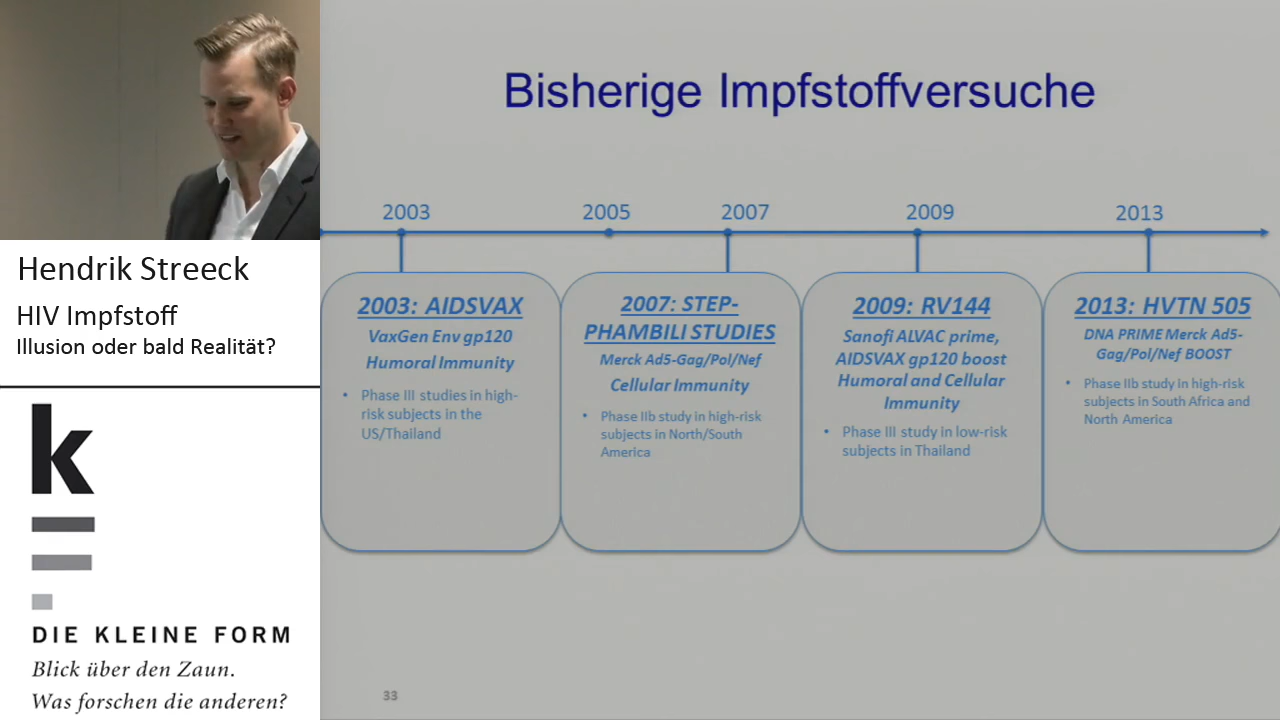 Hendrik Streeck
HIV Impfstoff
Illusion oder bald Realität?
k
DIE KLEINE FORM
Blick über den Zaun.
Was forschen die anderen?
Bisherige Impfstoffversuche
2003
2005
2007
2009
2013
2003: AIDSVAX
VaxGen Env gp120
Humoral Immunity
• Phase III studies in high-
risk subjects in the
US/Thailand
2007: STEP-
PHAMBILI STUDIES
Merck Ad5-Gag/Pol/Nef
Cellular Immunity
• Phase IIb study in high-risk
subjects in North/South
America
2009: RV144
Sanofi ALVAC prime,
AIDSVAX gp120 boost
Humoral and Cellular
Immunity
• Phase III study in low-risk
subjects in Thailand
2013: HVTN 505
DNA PRIME Merck Ad5-
Gag/Pol/Nef BOOST
• Phase IIb study in high-risk
subjects in South Africa and
North America
33